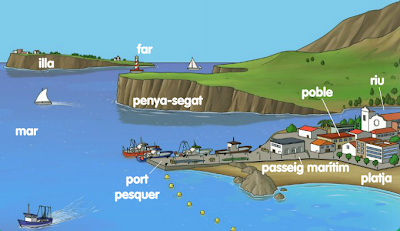 far
illa
riu
poble
penya-segat
mar
passeig marítim
port
pesquer
platja